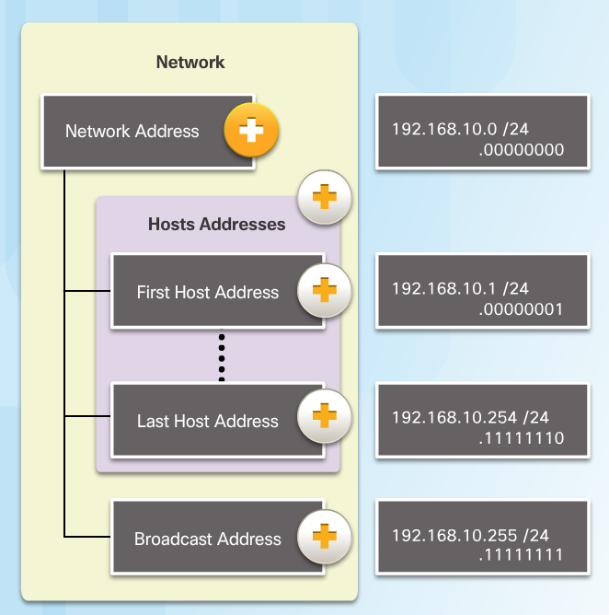 Network
Network Address
192.168.10.0 /24
.00000000
Hosts Addresses
First Host Address
192.168.10.1 /24
.00000001
Last Host Address
192.168.10.254 /24
.11111110
Broadcast Address
192.168.10.255 /24
.11111111